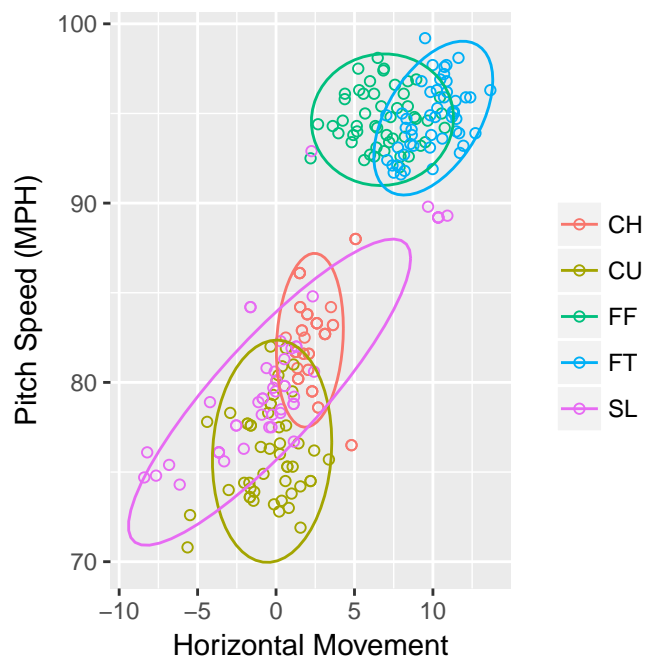 100
90
80
70
Pitch Speed (MPH)
−10
−5
0
5
10
Horizontal Movement
CH
CU
FF
FT
SL